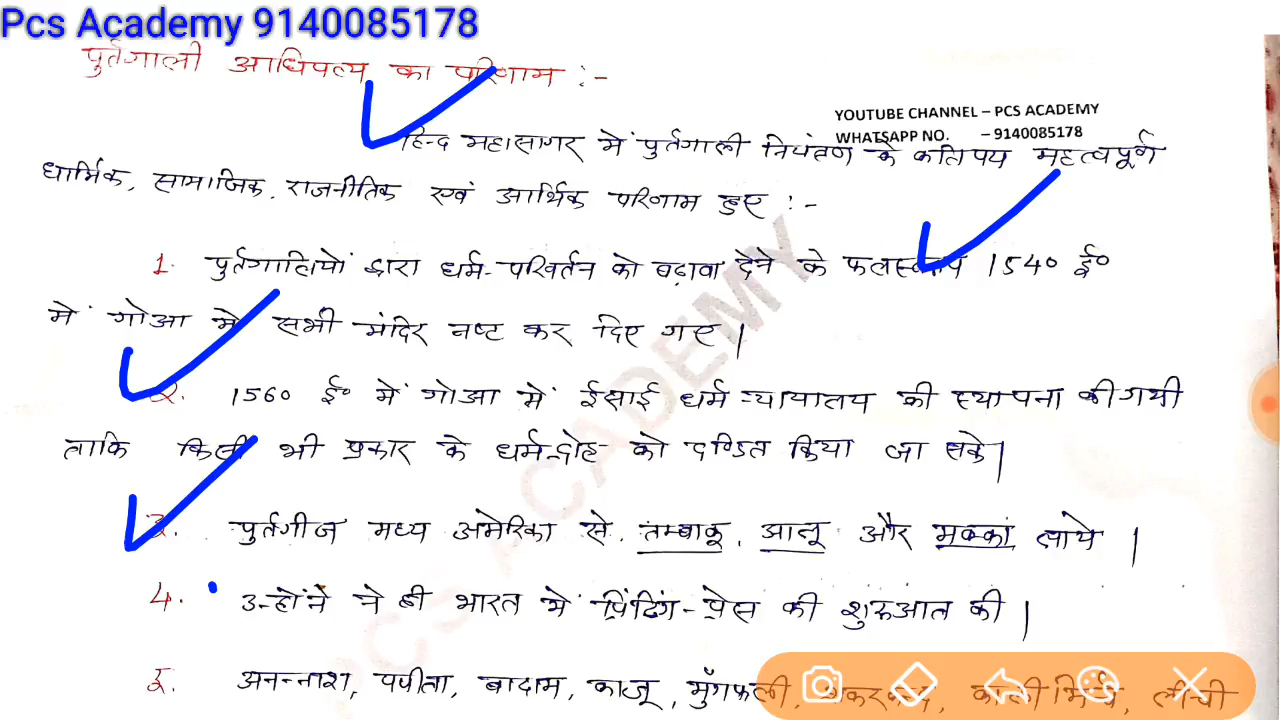 Pcs Academy 9140085178
पुर्तगाली आधिपत्य का परिणाम :-
YOUTUBE CHANNEL – PCS ACADEMY
WHATSAPP NO. – 9140085178
हिन्द महासागर में पुर्तगाली नियंत्रण के कतिपय महत्वपूर्ण
धार्मिक, सामाजिक, राजनीतिक एवं आर्थिक परिणाम हुए :-
1. पुर्तगालियों द्वारा धर्म-परिवर्तन को बढ़ावा देने के फलस्वरूप 1540 ई०
में गोआ मे सभी मंदिर नष्ट कर दिए गए |
2. 1560 ई० में गोआ में ईसाई धर्म न्यायालय की स्थापना की गयी
ताकि किसी भी प्रकार के धर्म-द्रोह को दण्डित किया जा सके|
3. पुर्तगीज मध्य अमेरिका से तम्बाकू, आलू और मक्का लाये |
4. उन्होंने ने ही भारत में प्रिंटिंग-प्रेस की शुरुआत की |
5. अनन्नाश, पपीता, बादाम, काजू, मुँगफली, शकरकन्द, काली मिर्च, लीची
PCS ACADEMY